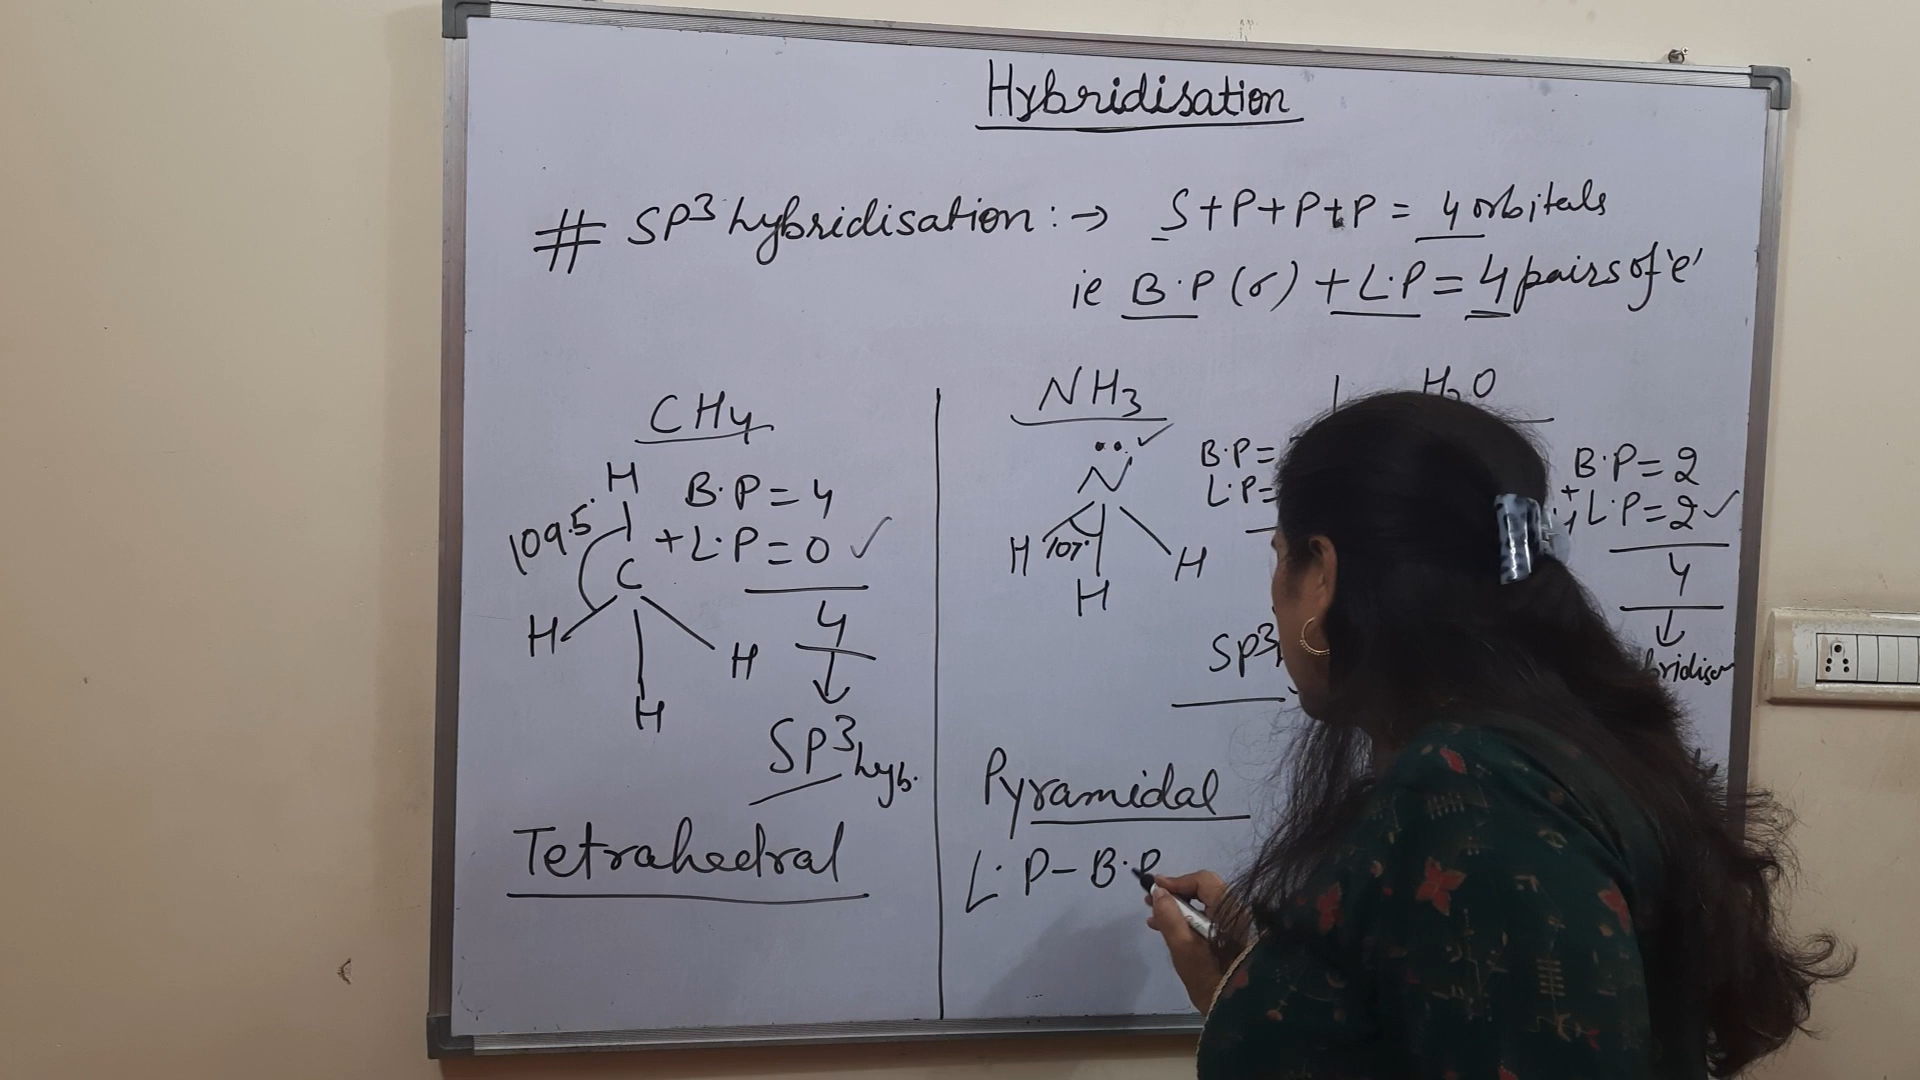 Hybridisation
# SP³ hybridisation :→ S+P+P+P = 4 orbitals
ie B.P (σ) + L.P = 4 pairs of 'e'
CH4
H
109.5°
C
H
H
H
B.P = 4
+ L.P = 0 ✓
4
↓
SP³ hyb.
Tetrahedral
NH3
.. ✓
N
H 107° H
H
B.P =
L.P =
SP³
Pyramidal
L.P - B.P
H2O
B.P = 2
+ L.P = 2 ✓
4
↓